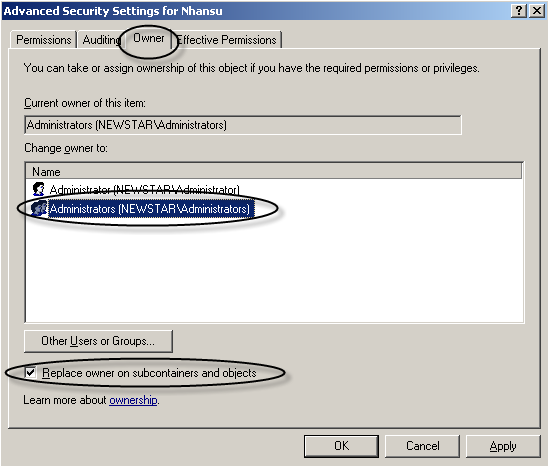 Advanced Security Settings for Nhansu
Permissions Auditing Owner Effective Permissions
You can take or assign ownership of this object if you have the required permissions or privileges.
Current owner of this item:
Administrators (NEWSTAR\Administrators)
Change owner to:
Name
Administrator (NEWSTAR\Administrator)
Administrators (NEWSTAR\Administrators)
Other Users or Groups...
Replace owner on subcontainers and objects
Learn more about ownership.
OK Cancel Apply